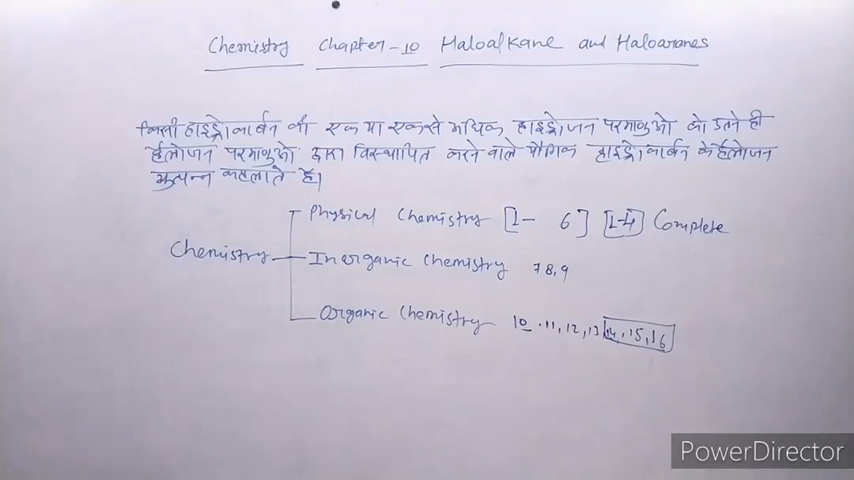 Chemistry Chapter-10 Haloalkane and Haloarenes
किसी हाइड्रोकार्बन की एक या एक से अधिक हाइड्रोजन परमाणुओ को उतने ही
हैलोजन परमाणुओ द्वारा विस्थापित करने वाले यौगिक हाइड्रोकार्बन के हैलोजन
व्युत्पन्न कहलाते है।
Physical Chemistry [1- 6] [1-4] Complete
Chemistry
Inorganic Chemistry 7 8, 9
Organic Chemistry 10 . 11, 12, 13 14, 15, 16
PowerDirector